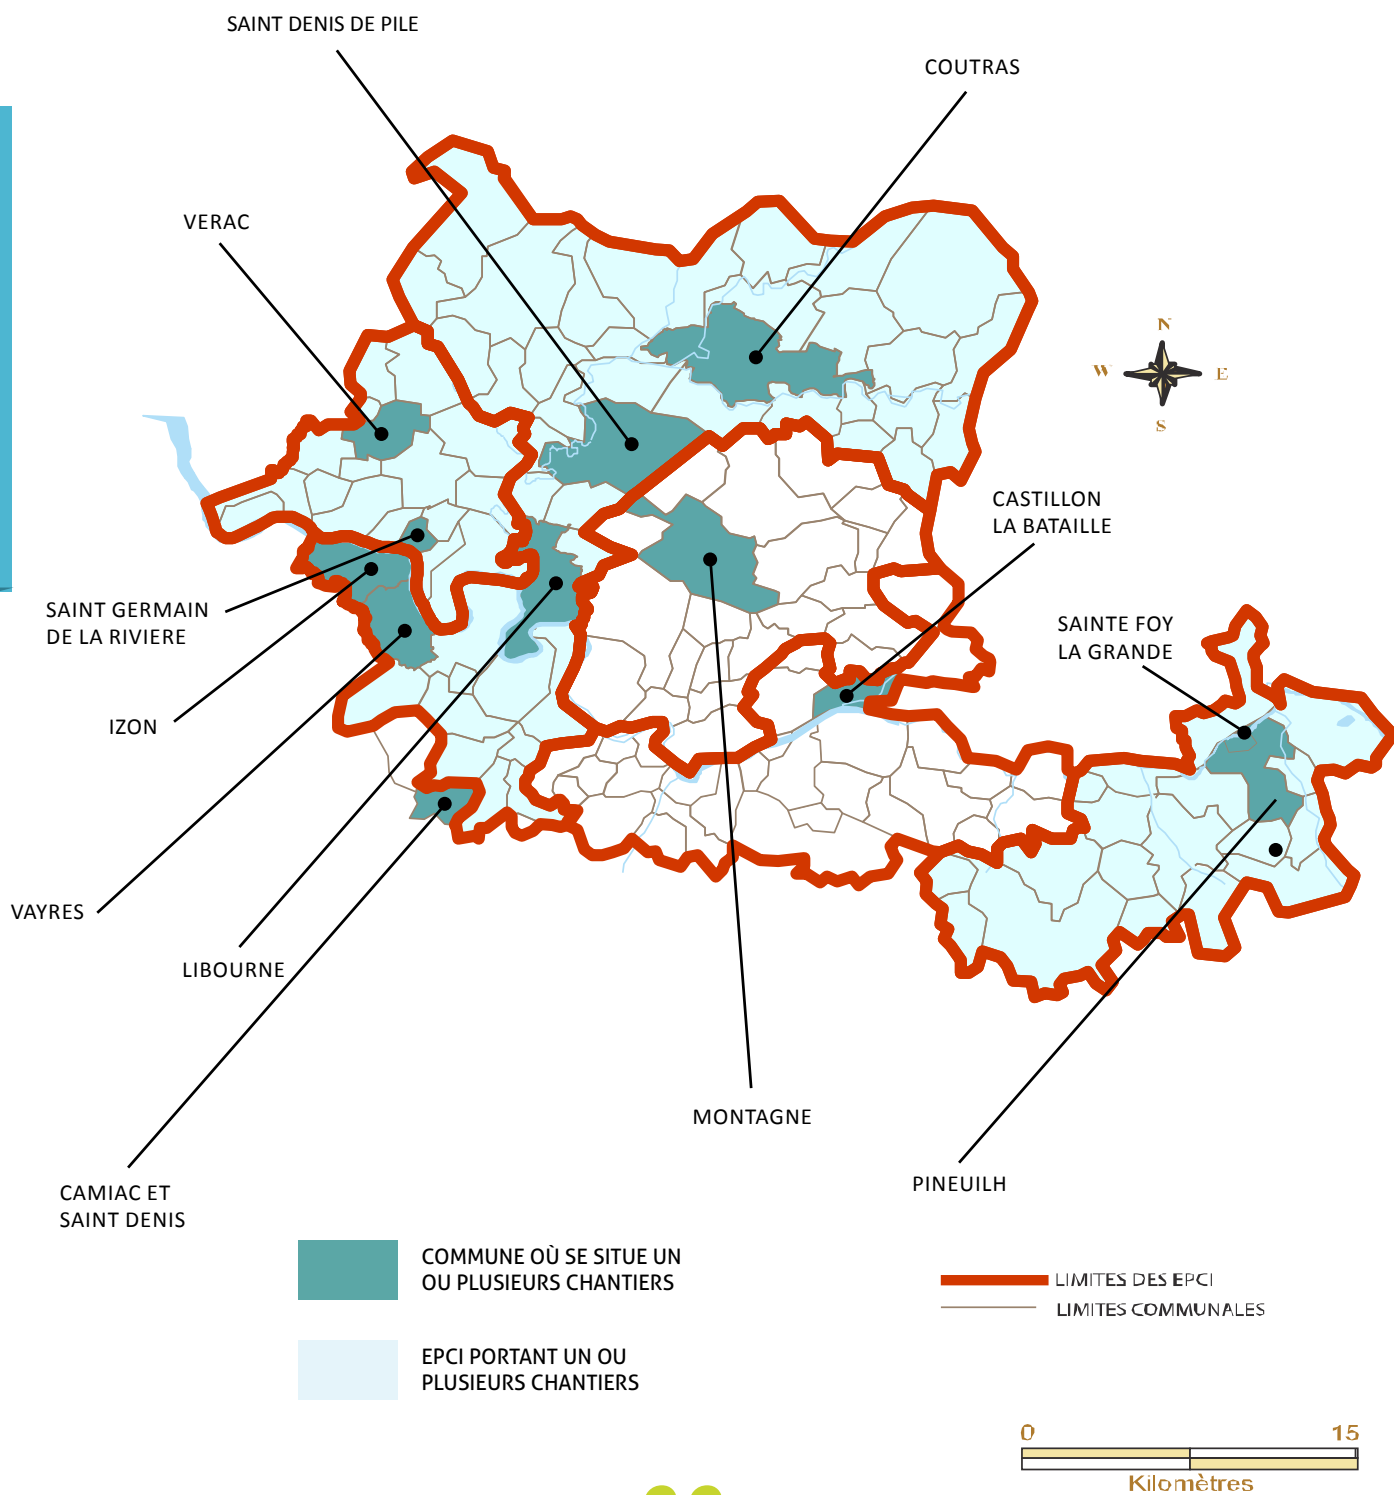 SAINT DENIS DE PILE
COUTRAS
VERAC
N
W
E
S
CASTILLON
LA BATAILLE
SAINT GERMAIN
DE LA RIVIERE
SAINTE FOY
LA GRANDE
IZON
VAYRES
LIBOURNE
MONTAGNE
CAMIAC ET
SAINT DENIS
PINEUILH
COMMUNE OÙ SE SITUE UN
OU PLUSIEURS CHANTIERS
LIMITES DES EPCI
LIMITES COMMUNALES
EPCI PORTANT UN OU
PLUSIEURS CHANTIERS
0 15
Kilomètres